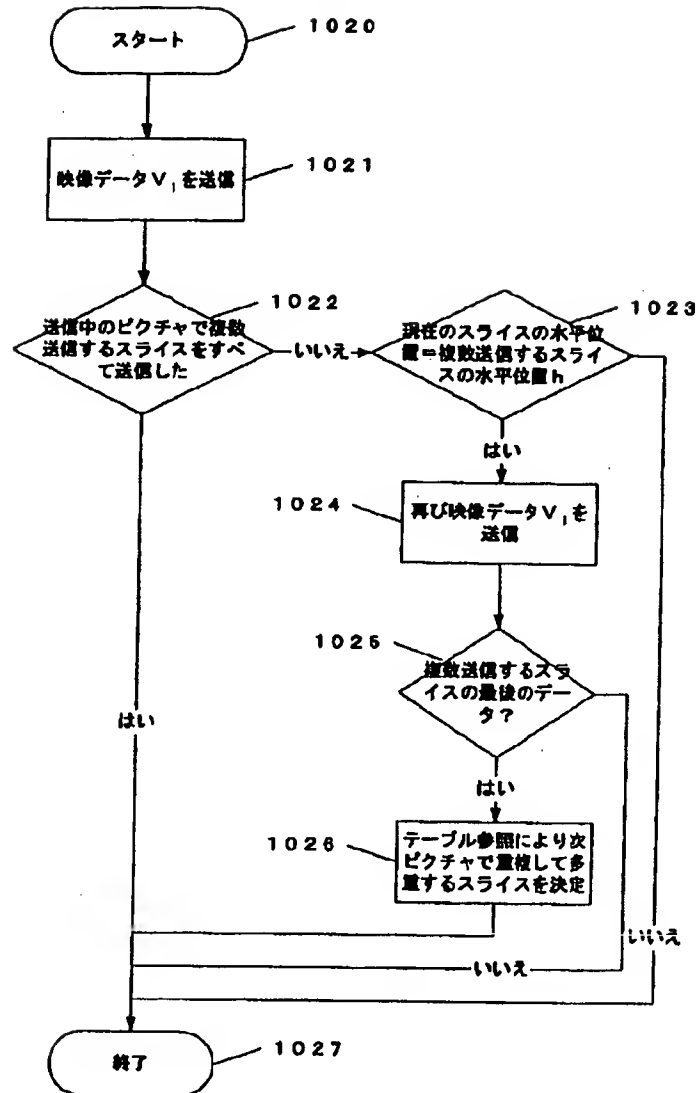 スタート
1020
映像データV₁を送信
1021
1022
送信中のピクチャで複数
送信するスライスをすべ
て送信した
いいえ
1023
現在のスライスの水平位
置=複数送信するスライ
スの水平位置h
はい
1024
再び映像データV₁を
送信
1025
複数送信するスラ
イスの最後のデー
タ?
はい
はい
1026
テーブル参照により次
ピクチャで重複して多
重するスライスを決定
いいえ
いいえ
終了
1027